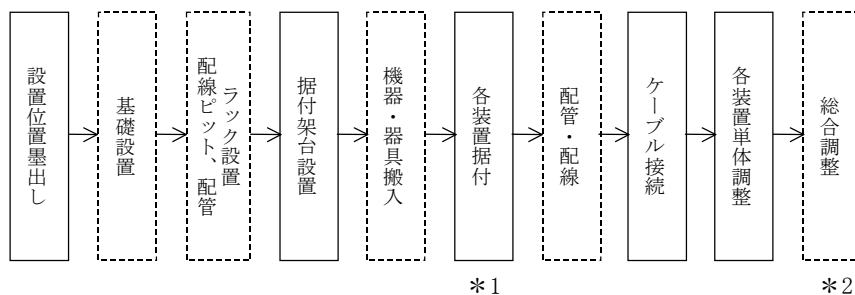 設置位置墨出し
基礎設置
配線ピット、配管
ラック設置
据付架台設置
機器・器具搬入
各装置据付
配管・配線
ケーブル接続
各装置単体調整
総合調整
＊1
＊2